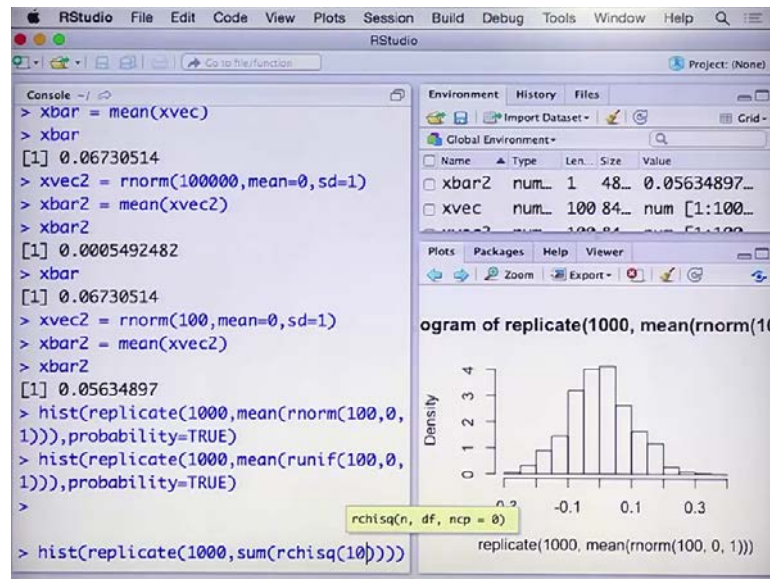 RStudio File Edit Code View Plots Session Build Debug Tools Window Help
RStudio
Go to file/function
Project: (None)
Console ~/
> xbar = mean(xvec)
> xbar
[1] 0.06730514
> xvec2 = rnorm(100000,mean=0,sd=1)
> xbar2 = mean(xvec2)
> xbar2
[1] 0.0005492482
> xbar
[1] 0.06730514
> xvec2 = rnorm(100,mean=0,sd=1)
> xbar2 = mean(xvec2)
> xbar2
[1] 0.05634897
> hist(replicate(1000,mean(rnorm(100,0,
1))),probability=TRUE)
> hist(replicate(1000,mean(runif(100,0,
1))),probability=TRUE)
>
rchisq(n, df, ncp = 0)
> hist(replicate(1000,sum(rchisq(10))))
Environment History Files
Import Dataset
Grid
Global Environment
Name Type Len... Size Value
xbar2 num... 1 48... 0.05634897...
xvec num... 100 84... num [1:100...
Plots Packages Help Viewer
Zoom Export
ogram of replicate(1000, mean(rnorm(10
Density
0 1 2 3 4
-0.1 0.1 0.3
replicate(1000, mean(rnorm(100, 0, 1)))